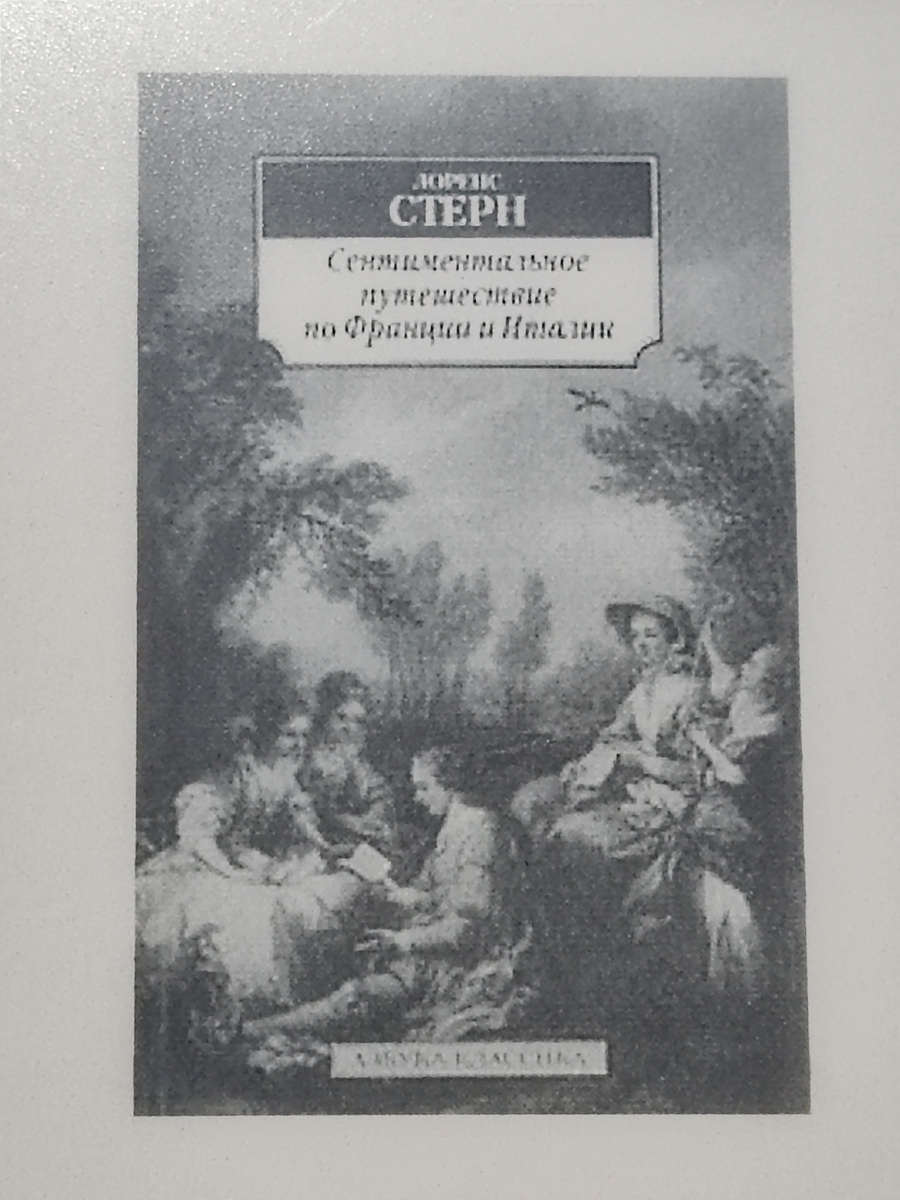 ЛОРЕНС
СТЕРН
Сентиментальное
путешествие
по Франции и Италии
АЗБУКА-КЛАССИКА